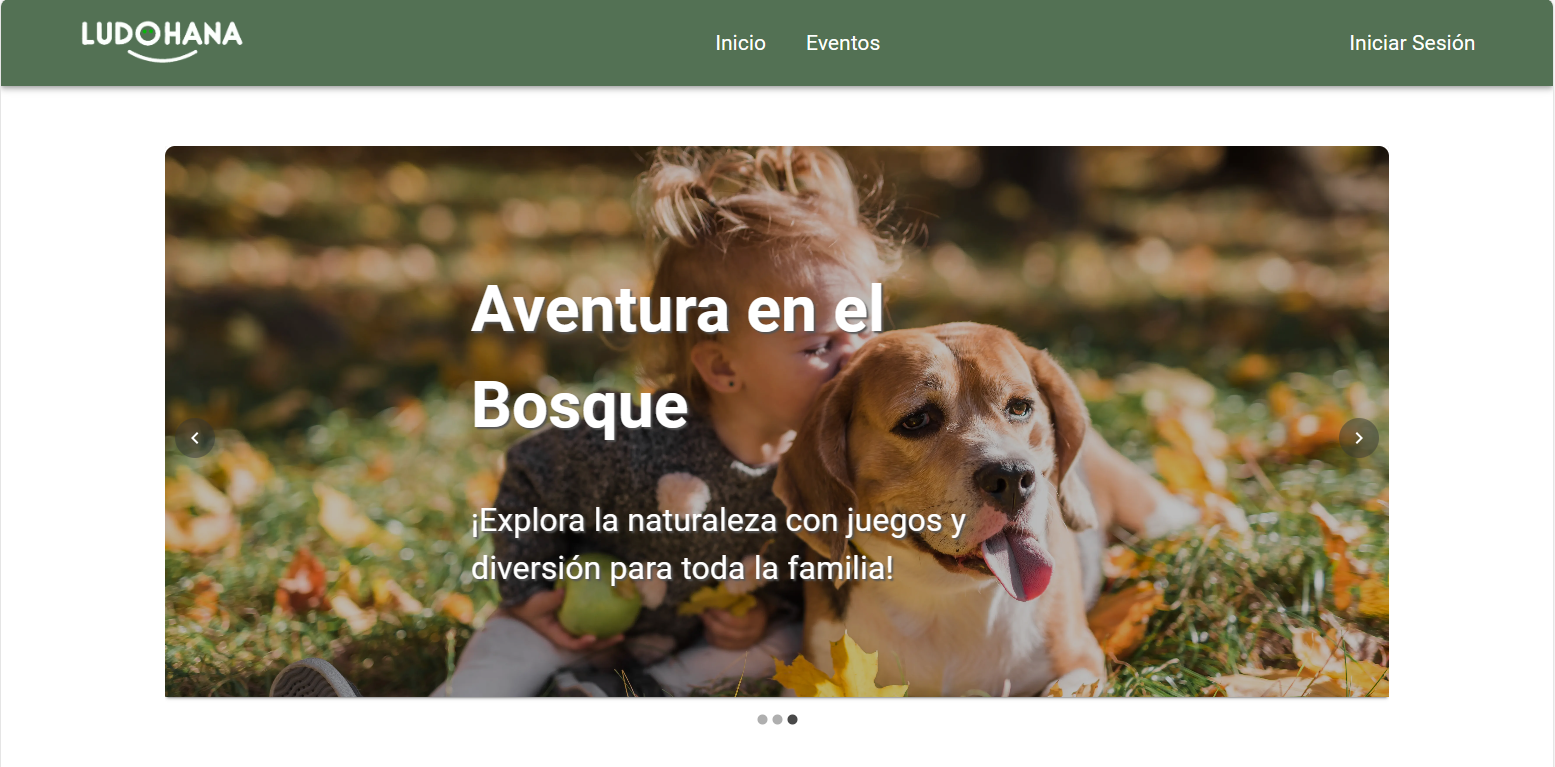 LUDOHANA
Inicio
Eventos
Iniciar Sesión
Aventura en el
Bosque
¡Explora la naturaleza con juegos y
diversión para toda la familia!